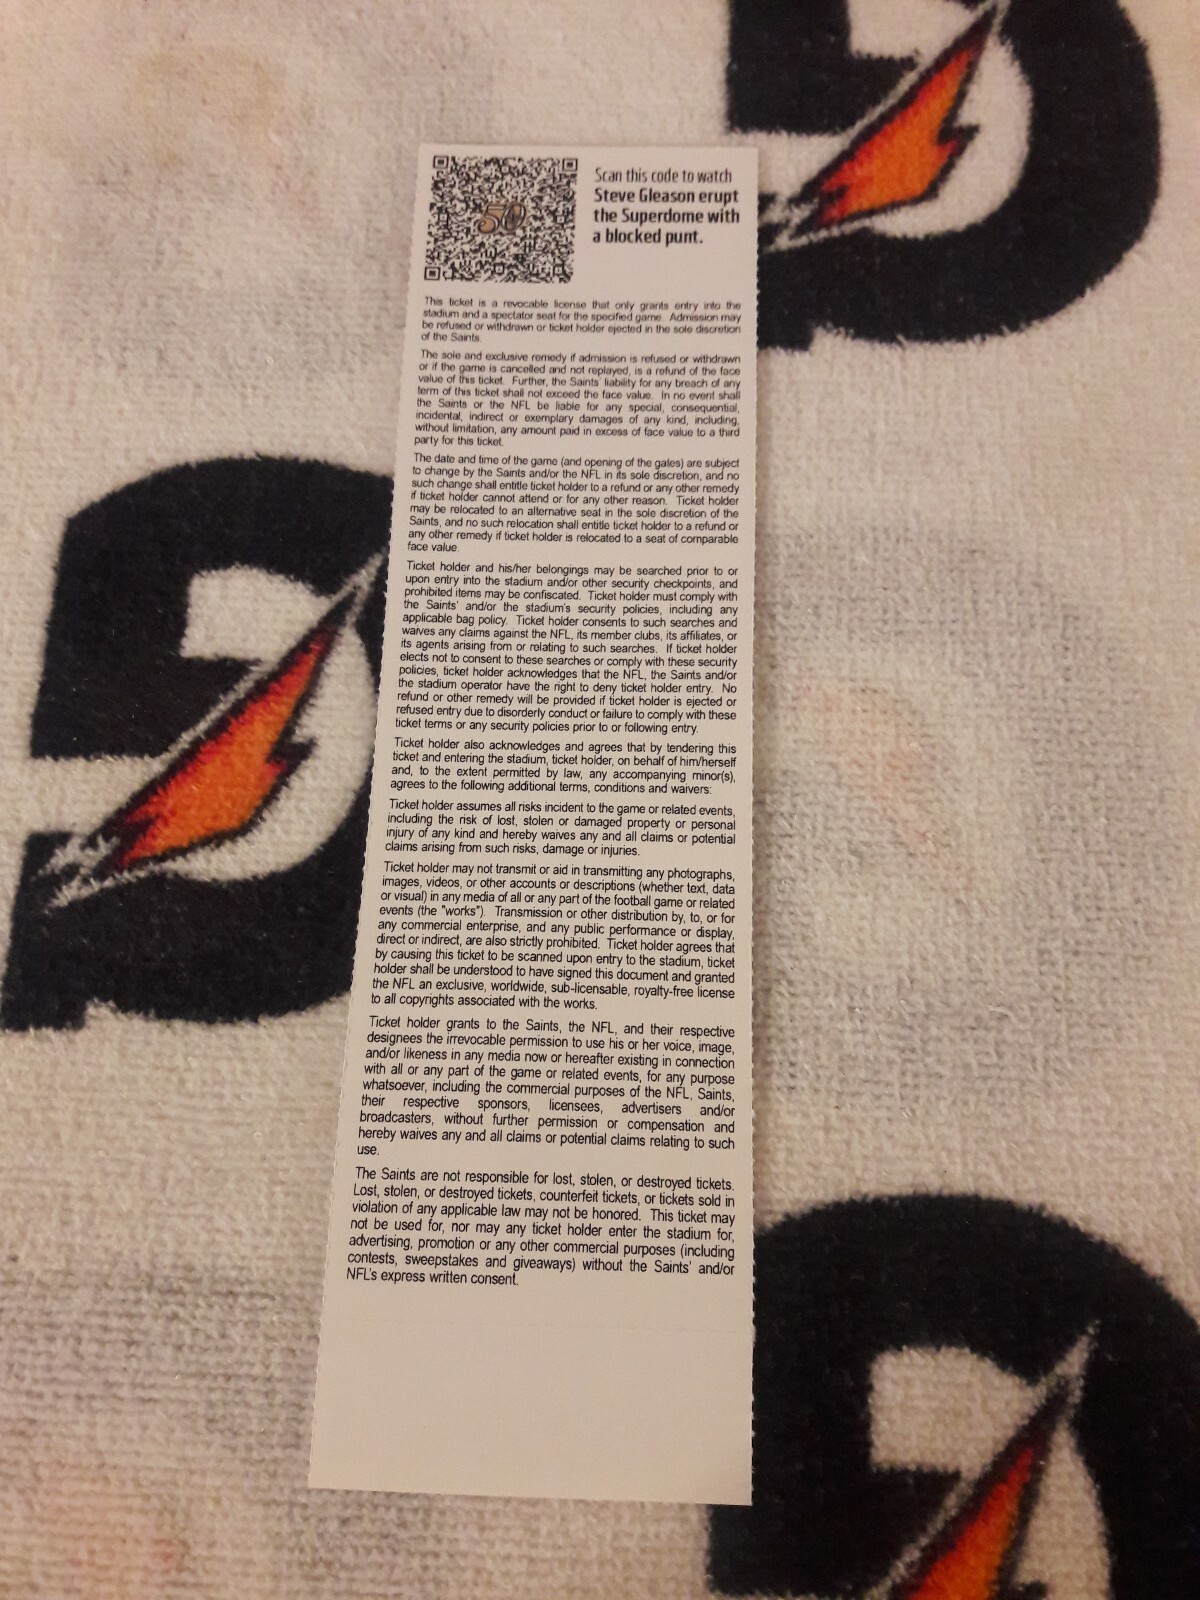 Scan this code to watch
Steve Gleason erupt
the Superdome with
a blocked punt.
50
This ticket is a revocable license that only grants entry into the
stadium and a spectator seat for the specified game. Admission may
be refused or withdrawn or ticket holder ejected in the sole discretion
of the Saints.
The sole and exclusive remedy if admission is refused or withdrawn
or if the game is cancelled and not replayed, is a refund of the face
value of this ticket. Further, the Saints' liability for any breach of any
term of this ticket shall not exceed the face value. In no event shall
the Saints or the NFL be liable for any special, consequential,
incidental, indirect or exemplary damages of any kind, including,
without limitation, any amount paid in excess of face value to a third
party for this ticket.
The date and time of the game (and opening of the gates) are subject
to change by the Saints and/or the NFL in its sole discretion, and no
such change shall entitle ticket holder to a refund or any other remedy
if ticket holder cannot attend or for any other reason. Ticket holder
may be relocated to an alternative seat in the sole discretion of the
Saints, and no such relocation shall entitle ticket holder to a refund or
any other remedy if ticket holder is relocated to a seat of comparable
face value.
Ticket holder and his/her belongings may be searched prior to or
upon entry into the stadium and/or other security checkpoints, and
prohibited items may be confiscated. Ticket holder must comply with
the Saints' and/or the stadium's security policies, including any
applicable bag policy. Ticket holder consents to such searches and
waives any claims against the NFL, its member clubs, its affiliates, or
its agents arising from or relating to such searches. If ticket holder
elects not to consent to these searches or comply with these security
policies, ticket holder acknowledges that the NFL, the Saints and/or
the stadium operator have the right to deny ticket holder entry. No
refund or other remedy will be provided if ticket holder is ejected or
refused entry due to disorderly conduct or failure to comply with these
ticket terms or any security policies prior to or following entry.
Ticket holder also acknowledges and agrees that by tendering this
ticket and entering the stadium, ticket holder, on behalf of him/herself
and, to the extent permitted by law, any accompanying minor(s),
agrees to the following additional terms, conditions and waivers:
Ticket holder assumes all risks incident to the game or related events,
including the risk of lost, stolen or damaged property or personal
injury of any kind and hereby waives any and all claims or potential
claims arising from such risks, damage or injuries.
Ticket holder may not transmit or aid in transmitting any photographs,
images, videos, or other accounts or descriptions (whether text, data
or visual) in any media of all or any part of the football game or related
events (the "works"). Transmission or other distribution by, to, or for
any commercial enterprise, and any public performance or display,
direct or indirect, are also strictly prohibited. Ticket holder agrees that
by causing this ticket to be scanned upon entry to the stadium, ticket
holder shall be understood to have signed this document and granted
the NFL an exclusive, worldwide, sub-licensable, royalty-free license
to all copyrights associated with the works.
Ticket holder grants to the Saints, the NFL, and their respective
designees the irrevocable permission to use his or her voice, image,
and/or likeness in any media now or hereafter existing in connection
with all or any part of the game or related events, for any purpose
whatsoever, including the commercial purposes of the NFL, Saints,
their respective sponsors, licensees, advertisers and/or
broadcasters, without further permission or compensation and
hereby waives any and all claims or potential claims relating to such
use.
The Saints are not responsible for lost, stolen, or destroyed tickets.
Lost, stolen, or destroyed tickets, counterfeit tickets, or tickets sold in
violation of any applicable law may not be honored. This ticket may
not be used for, nor may any ticket holder enter the stadium for,
advertising, promotion or any other commercial purposes (including
contests, sweepstakes and giveaways) without the Saints' and/or
NFL's express written consent.